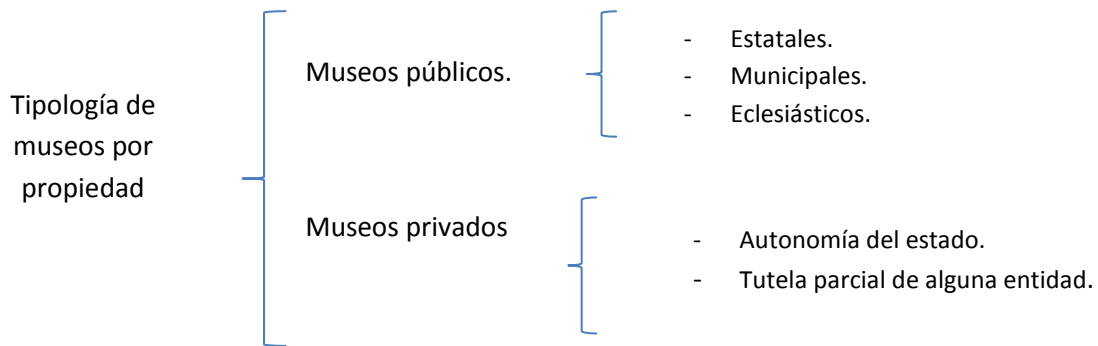 Tipología de
museos por
propiedad
Museos públicos.
- Estatales.
- Municipales.
- Eclesiásticos.
Museos privados
- Autonomía del estado.
- Tutela parcial de alguna entidad.